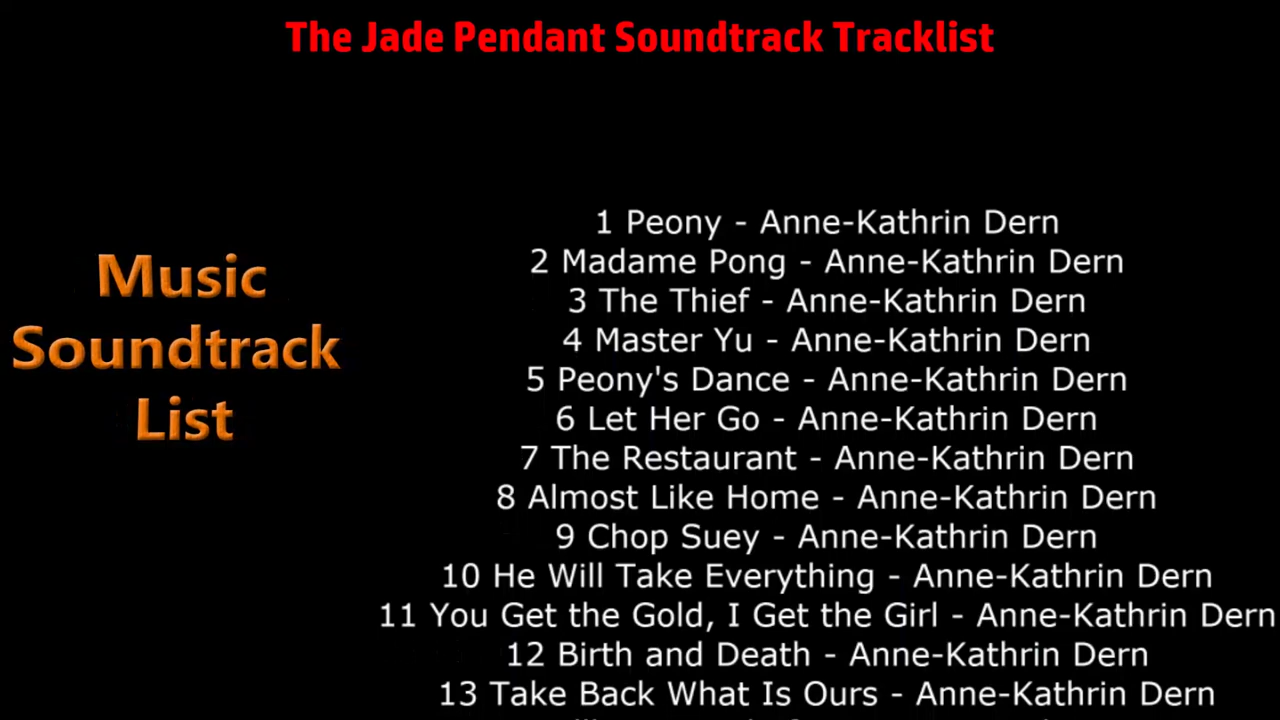 The Jade Pendant Soundtrack Tracklist
Music
Soundtrack
List
1 Peony - Anne-Kathrin Dern
2 Madame Pong - Anne-Kathrin Dern
3 The Thief - Anne-Kathrin Dern
4 Master Yu - Anne-Kathrin Dern
5 Peony's Dance - Anne-Kathrin Dern
6 Let Her Go - Anne-Kathrin Dern
7 The Restaurant - Anne-Kathrin Dern
8 Almost Like Home - Anne-Kathrin Dern
9 Chop Suey - Anne-Kathrin Dern
10 He Will Take Everything - Anne-Kathrin Dern
11 You Get the Gold, I Get the Girl - Anne-Kathrin Dern
12 Birth and Death - Anne-Kathrin Dern
13 Take Back What Is Ours - Anne-Kathrin Dern